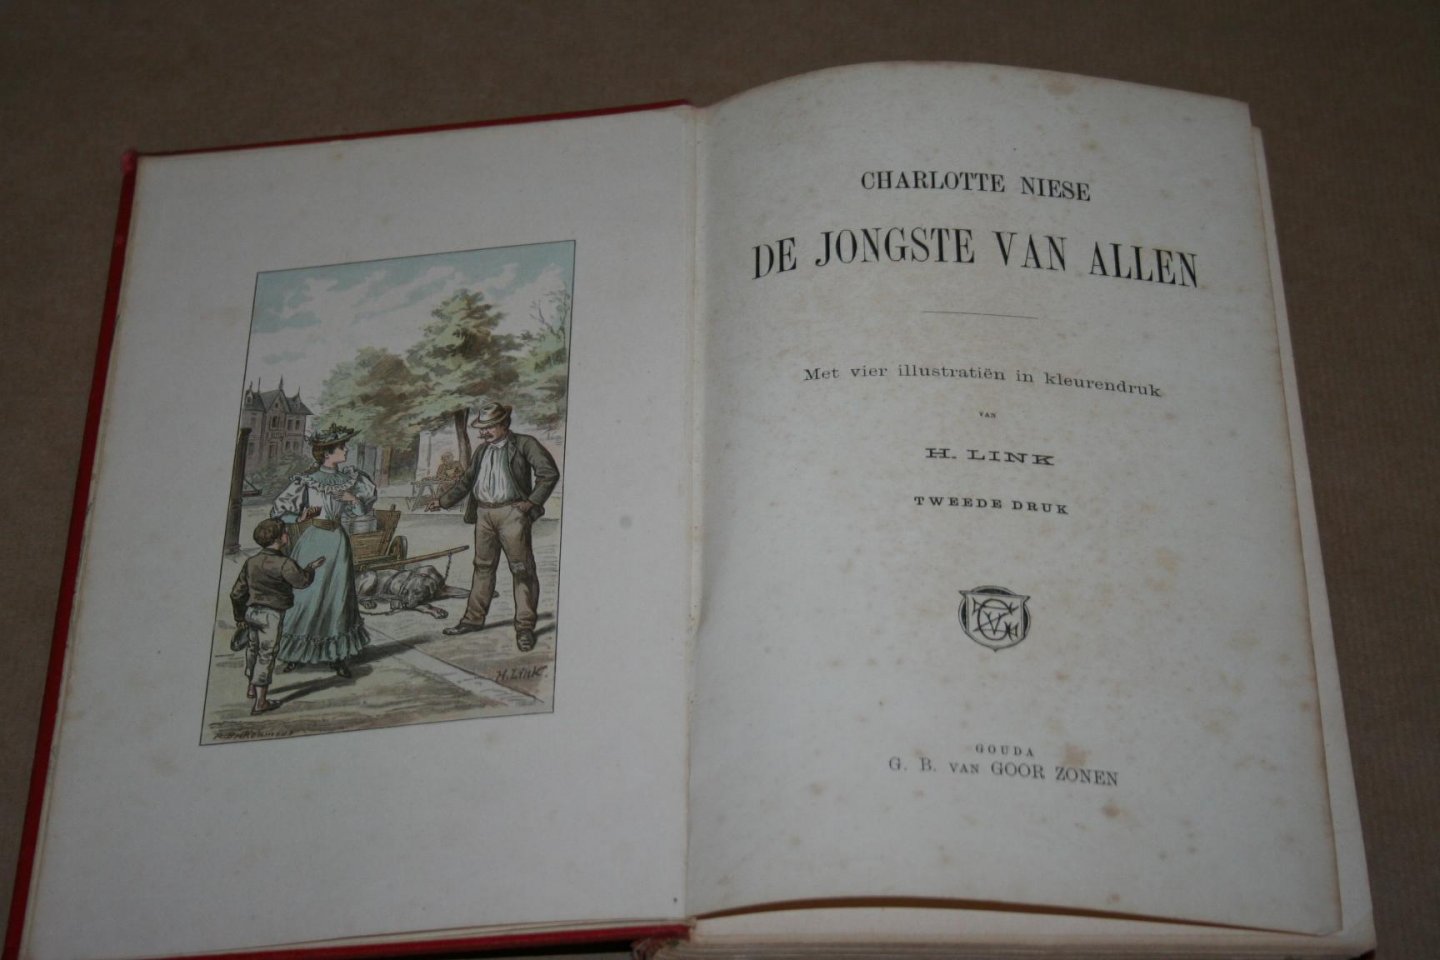 H. Link.
CHARLOTTE NIESE
DE JONGSTE VAN ALLEN
Met vier illustratiën in kleurendruk
VAN
H. LINK
TWEEDE DRUK
GOUDA
G. B. VAN GOOR ZONEN